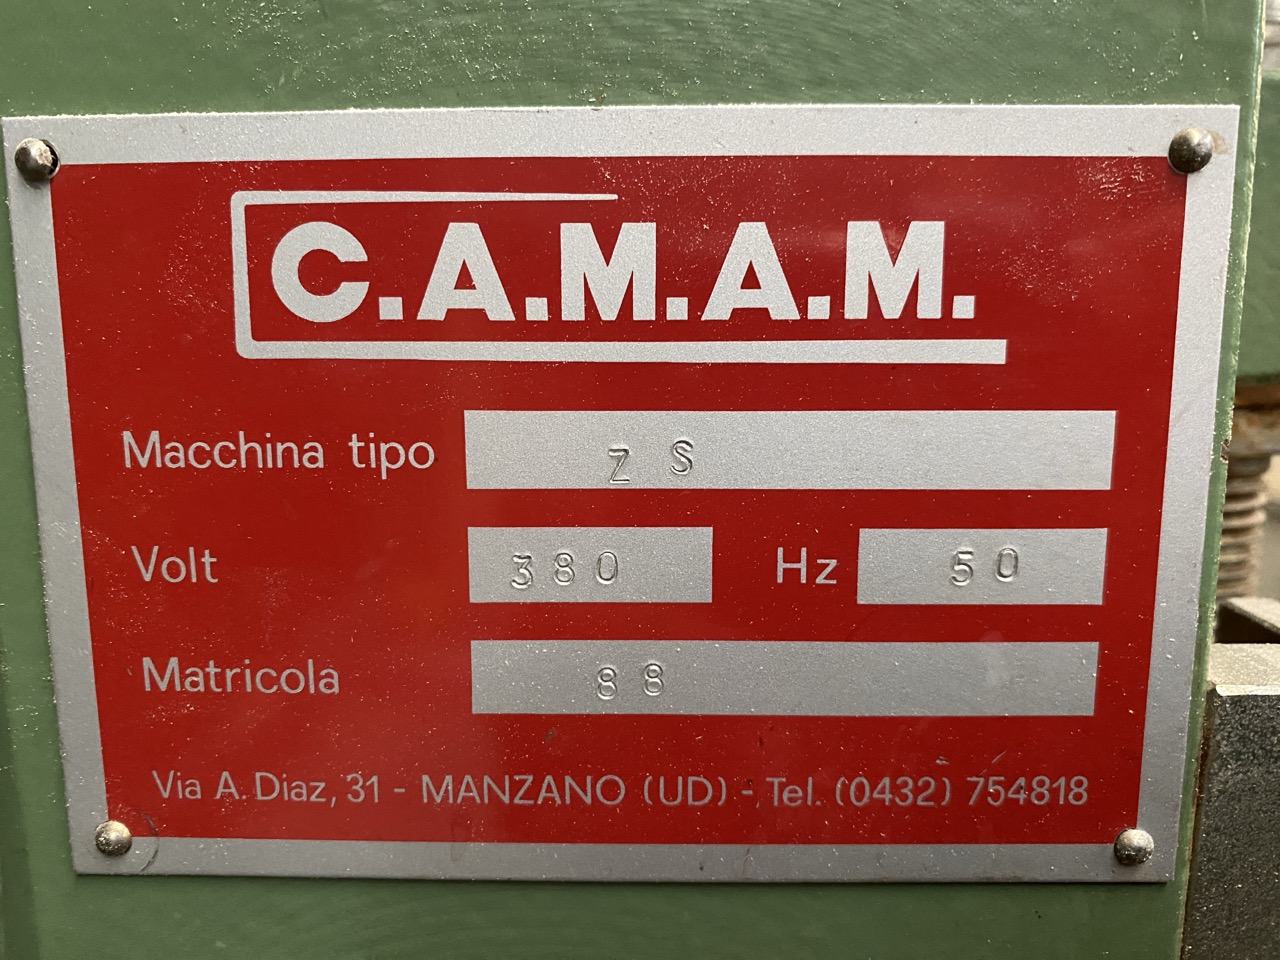 C.A.M.A.M.
Macchina tipo Z S
Volt 380 Hz 50
Matricola 88
Via A. Diaz, 31 - MANZANO (UD) - Tel. (0432) 754818